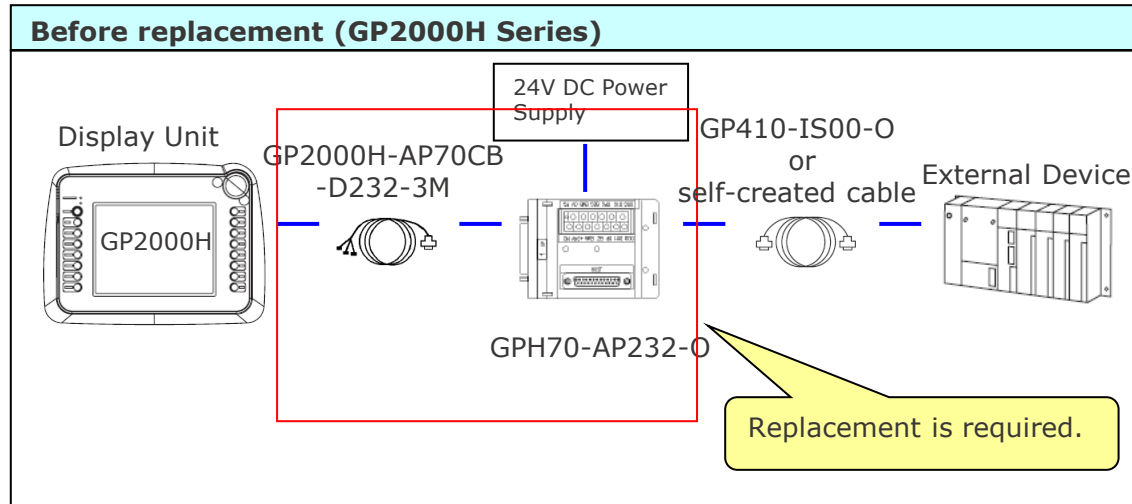 Before replacement (GP2000H Series)
24V DC Power
Supply
Display Unit
GP2000H
GP2000H-AP70CB
-D232-3M
GPH70-AP232-O
GP410-IS00-O
or
self-created cable
External Device
Replacement is required.